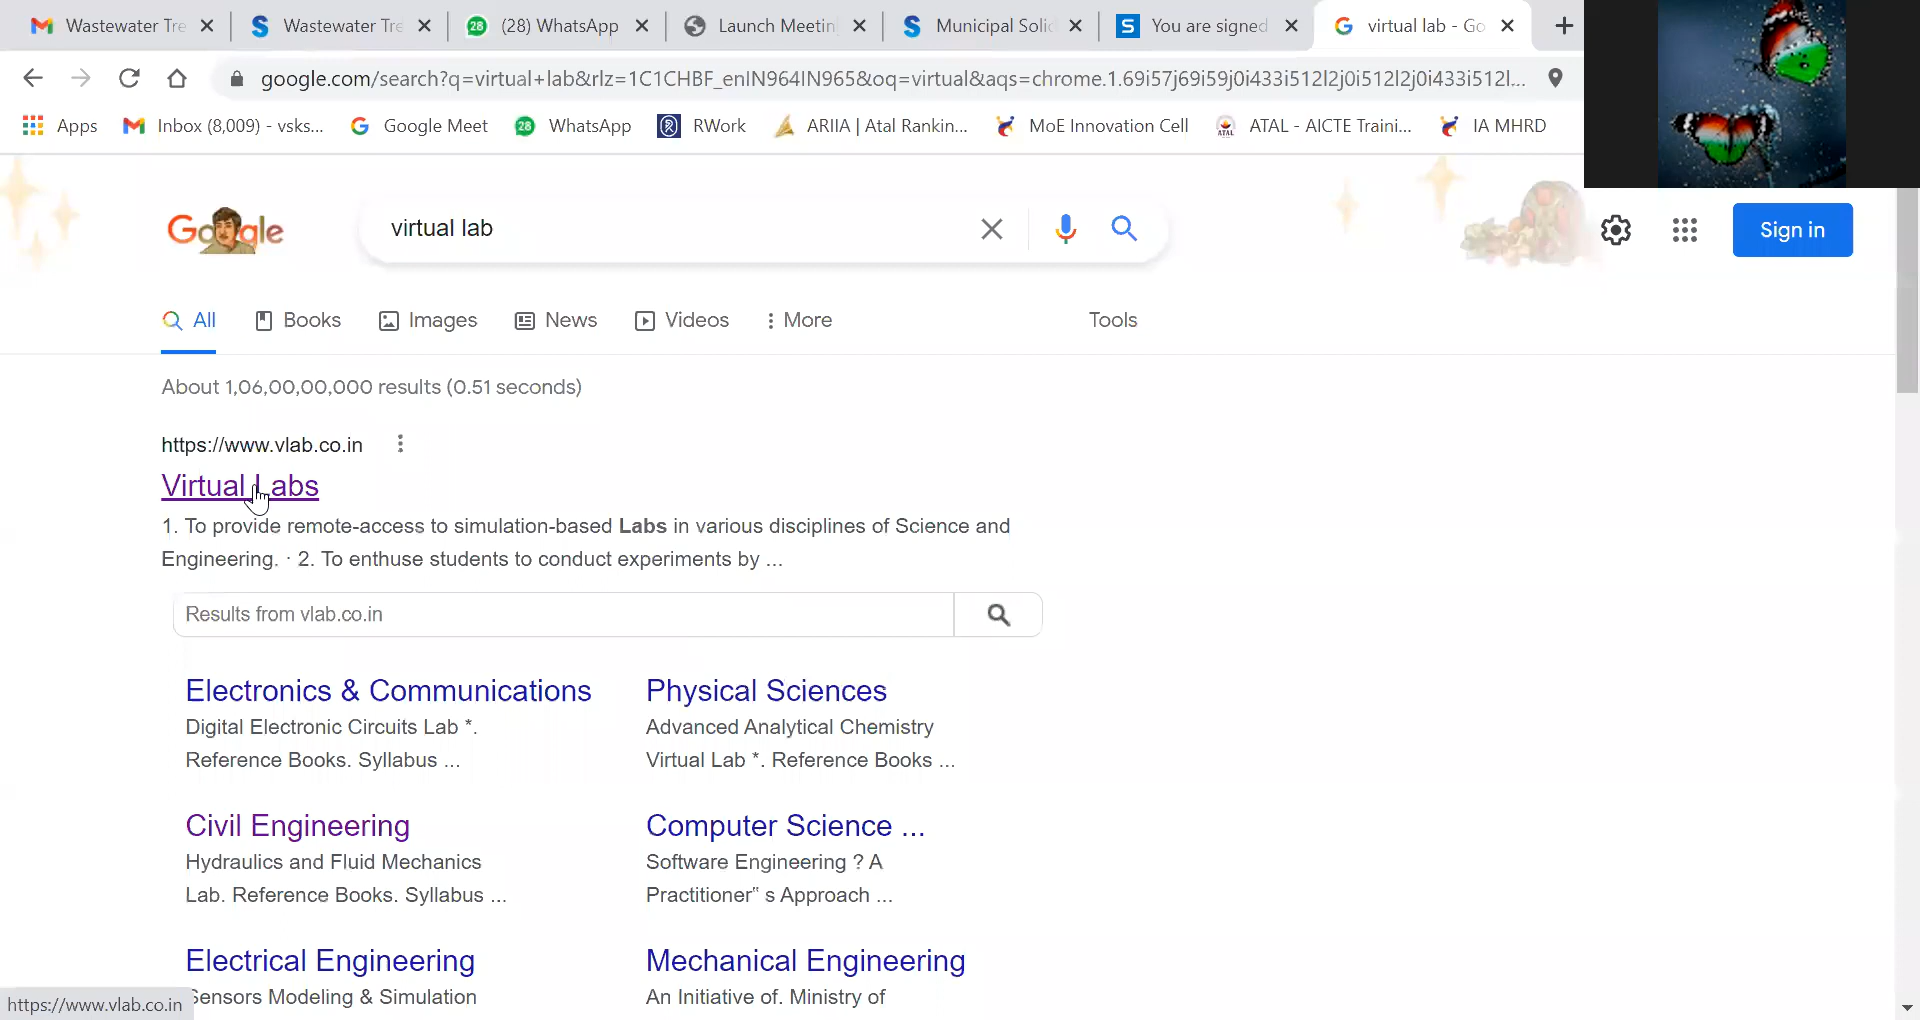 Wastewater Tre
Wastewater Tre
28 (28) WhatsApp
Launch Meetin
Municipal Solid
S You are signed
virtual lab - Go
google.com/search?q=virtual+lab&rlz=1C1CHBF_enIN964IN965&oq=virtual&aqs=chrome.1.69i57j69i59j0i433i512l2j0i512l2j0i433i512l...
Apps
Inbox (8,009) - vsks...
Google Meet
28 WhatsApp
RWork
ARIIA | Atal Rankin...
MoE Innovation Cell
ATAL ATAL - AICTE Traini...
IA MHRD
Google
virtual lab
Sign in
All
Books
Images
News
Videos
More
Tools
About 1,06,00,00,000 results (0.51 seconds)
https://www.vlab.co.in
Virtual Labs
1. To provide remote-access to simulation-based Labs in various disciplines of Science and
Engineering. · 2. To enthuse students to conduct experiments by ...
Results from vlab.co.in
Electronics & Communications
Digital Electronic Circuits Lab *.
Reference Books. Syllabus ...
Physical Sciences
Advanced Analytical Chemistry
Virtual Lab *. Reference Books ...
Civil Engineering
Hydraulics and Fluid Mechanics
Lab. Reference Books. Syllabus ...
Computer Science ...
Software Engineering ? A
Practitioner‟ s Approach ...
Electrical Engineering
Sensors Modeling & Simulation
Mechanical Engineering
An Initiative of. Ministry of
https://www.vlab.co.in